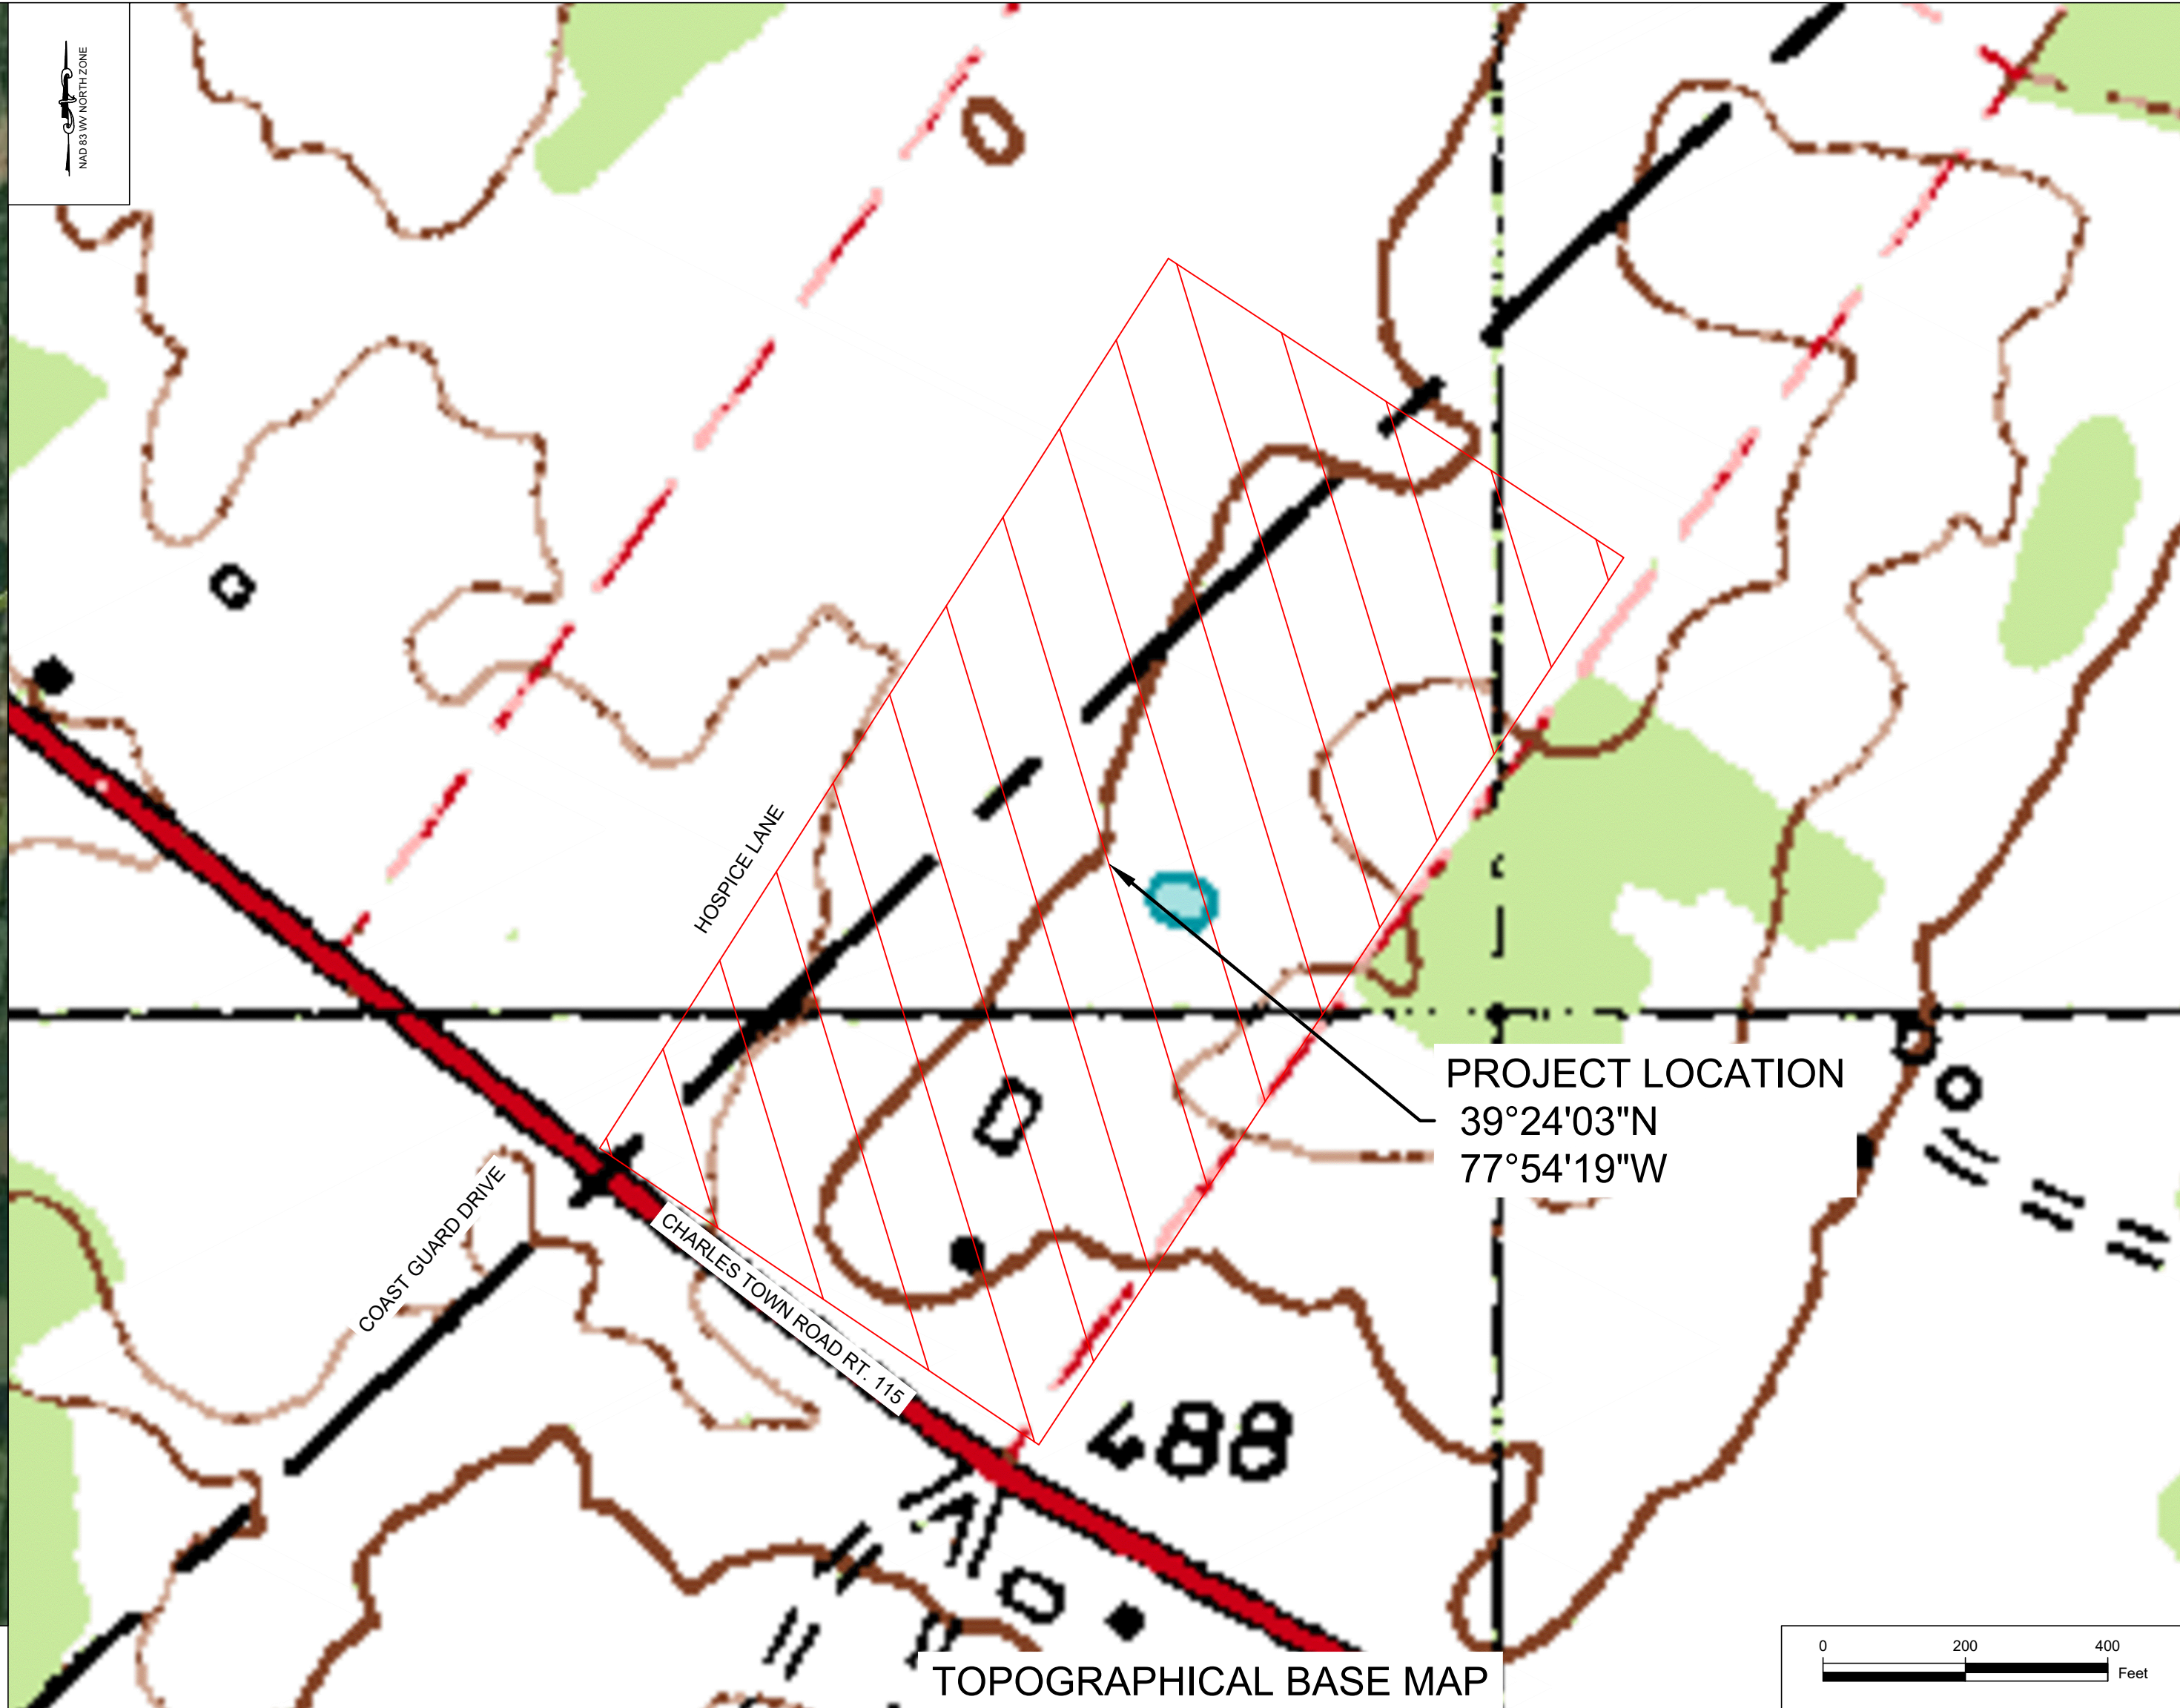 NAD 83 WV NORTH ZONE
HOSPICE LANE
PROJECT LOCATION
39°24'03"N
77°54'19"W
COAST GUARD DRIVE
CHARLES TOWN ROAD RT. 115
488
TOPOGRAPHICAL BASE MAP
0 200 400
Feet